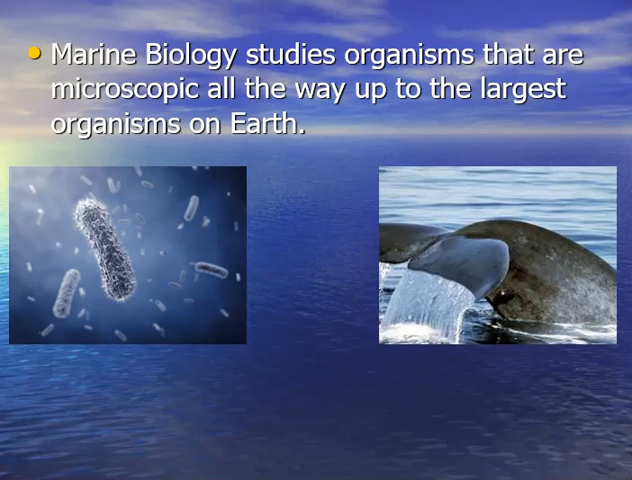 Marine Biology studies organisms that are
microscopic all the way up to the largest
organisms on Earth.